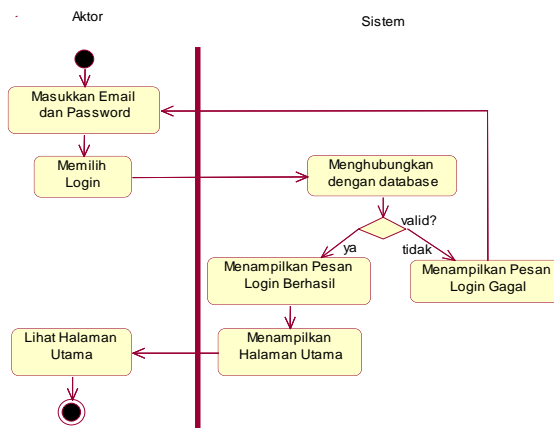 Aktor
Sistem
Masukkan Email
dan Password
Memilih
Login
Menghubungkan
dengan database
valid?
ya
tidak
Menampilkan Pesan
Login Berhasil
Menampilkan Pesan
Login Gagal
Lihat Halaman
Utama
Menampilkan
Halaman Utama